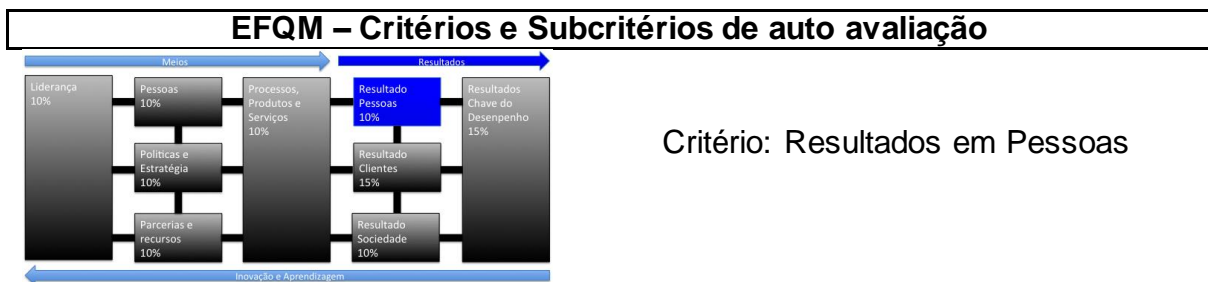 EFQM – Critérios e Subcritérios de auto avaliação
Meios
Resultados
Liderança
10%
Pessoas
10%
Políticas e
Estratégia
10%
Parcerias e
recursos
10%
Processos,
Produtos e
Serviços
10%
Resultado
Pessoas
10%
Resultado
Clientes
15%
Resultado
Sociedade
10%
Resultados
Chave do
Desempenho
15%
Inovação e Aprendizagem
Critério: Resultados em Pessoas